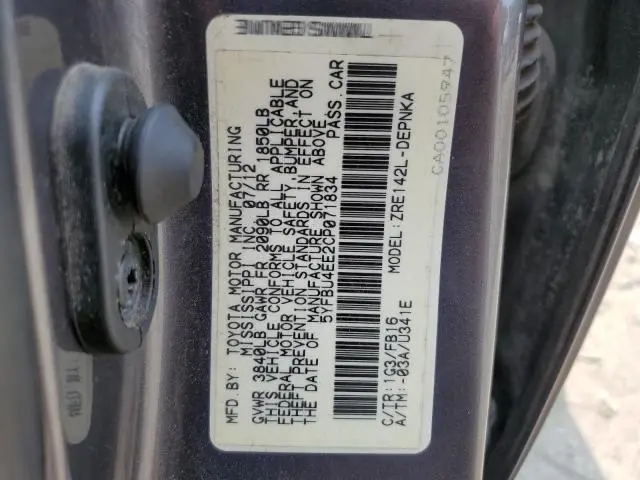 MFD. BY: TOYOTA MOTOR MANUFACTURING
MISSISSIPPI INC. 07/12
GVWR 3840LB GAWR FR 2090LB RR 1850LB
THIS VEHICLE CONFORMS TO ALL APPLICABLE
FEDERAL MOTOR VEHICLE SAFETY, BUMPER, AND
THEFT PREVENTION STANDARDS IN EFFECT ON
THE DATE OF MANUFACTURE SHOWN ABOVE.
5YFBU4EE2CP071834 PASS. CAR
C/TR: 1G3/FB16 MODEL: ZRE142L-DEPNKA
A/TM: -03A/U341E
CA00105947